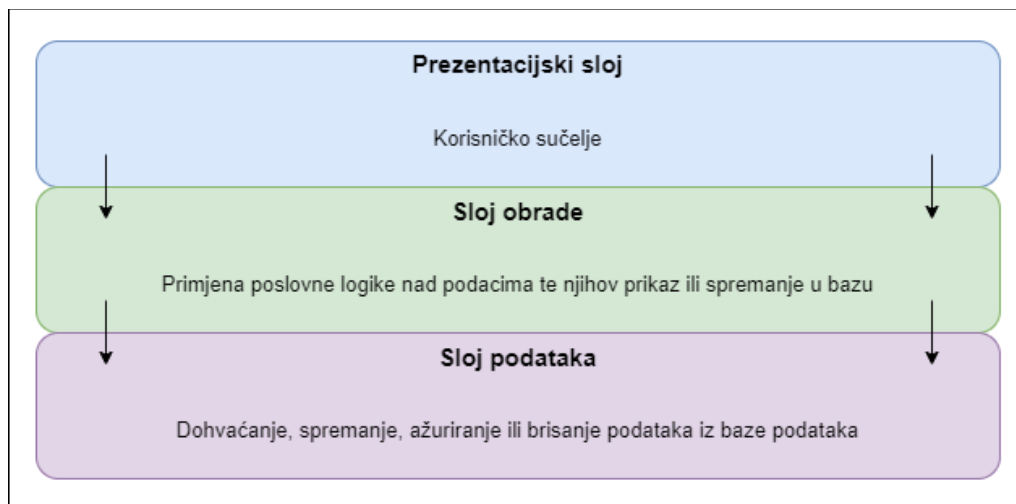 Prezentacijski sloj
Korisničko sučelje
Sloj obrade
Primjena poslovne logike nad podacima te njihov prikaz ili spremanje u bazu
Sloj podataka
Dohvaćanje, spremanje, ažuriranje ili brisanje podataka iz baze podataka